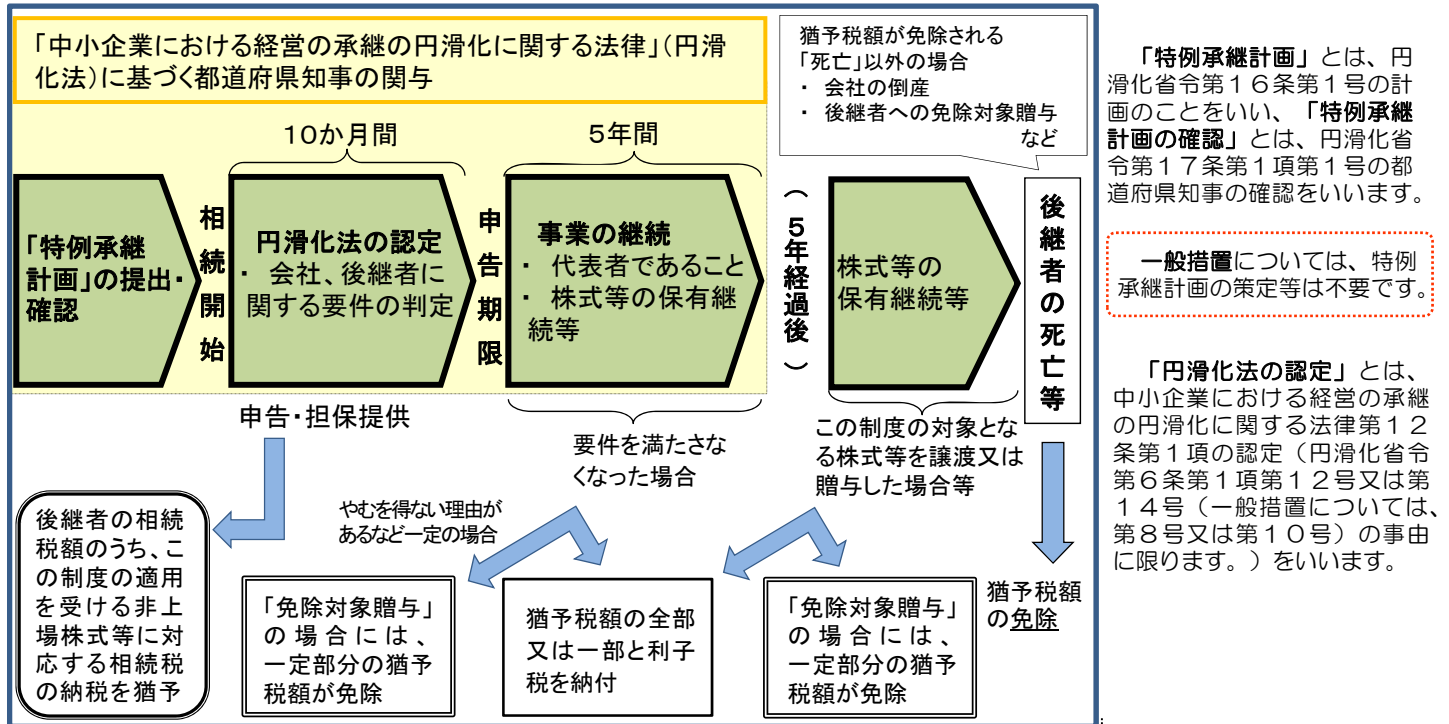 「中小企業における経営の承継の円滑化に関する法律」(円滑
化法)に基づく都道府県知事の関与
猶予税額が免除される
「死亡」以外の場合
・ 会社の倒産
・ 後継者への免除対象贈与
など
10か月間
5年間
「特例承継
計画」の提出・
確認
相続開始
円滑化法の認定
・ 会社、後継者に
関する要件の判定
申告期限
事業の継続
・ 代表者であること
・ 株式等の保有継
続等
（5年経過後）
株式等の
保有継続等
後継者の死亡等
申告・担保提供
要件を満たさな
くなった場合
この制度の対象とな
る株式等を譲渡又は
贈与した場合等
やむを得ない理由が
あるなど一定の場合
後継者の相続
税額のうち、こ
の制度の適用
を受ける非上
場株式等に対
応する相続税
の納税を猶予
「免除対象贈与」
の場合には、
一定部分の猶予
税額が免除
猶予税額の全部
又は一部と利子
税を納付
「免除対象贈与」
の場合には、
一定部分の猶予
税額が免除
猶予税額
の免除
「特例承継計画」とは、円
滑化省令第１６条第１号の計
画のことをいい、「特例承継
計画の確認」とは、円滑化省
令第１７条第１項第１号の都
道府県知事の確認をいいます。
一般措置については、特例
承継計画の策定等は不要です。
「円滑化法の認定」とは、
中小企業における経営の承継
の円滑化に関する法律第１２
条第１項の認定（円滑化省令
第６条第１項第１２号又は第
１４号（一般措置については、
第８号又は第１０号）の事由
に限ります。）をいいます。